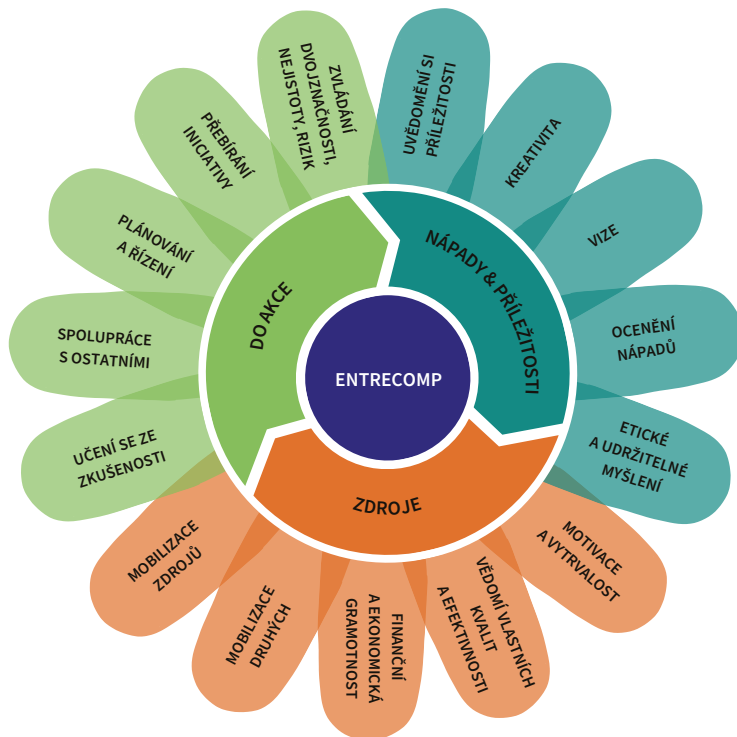 ENTRECOMP
NÁPADY & PŘÍLEŽITOSTI
UVĚDOMĚNÍ SI
PŘÍLEŽITOSTI
KREATIVITA
VIZE
OCENĚNÍ
NÁPADŮ
ETICKÉ
A UDRŽITELNÉ
MYŠLENÍ
ZDROJE
MOTIVACE
A VYTRVALOST
VĚDOMÍ VLASTNÍCH
KVALIT
A EFEKTIVNOSTI
FINANČNÍ
A EKONOMICKÁ
GRAMOTNOST
MOBILIZACE
DRUHÝCH
MOBILIZACE
ZDROJŮ
DO AKCE
UČENÍ SE ZE
ZKUŠENOSTI
SPOLUPRÁCE
S OSTATNÍMI
PLÁNOVÁNÍ
A ŘÍZENÍ
PŘEBÍRÁNÍ
INICIATIVY
ZVLÁDÁNÍ
DVOJZNAČNOSTI,
NEJISTOTY, RIZIK